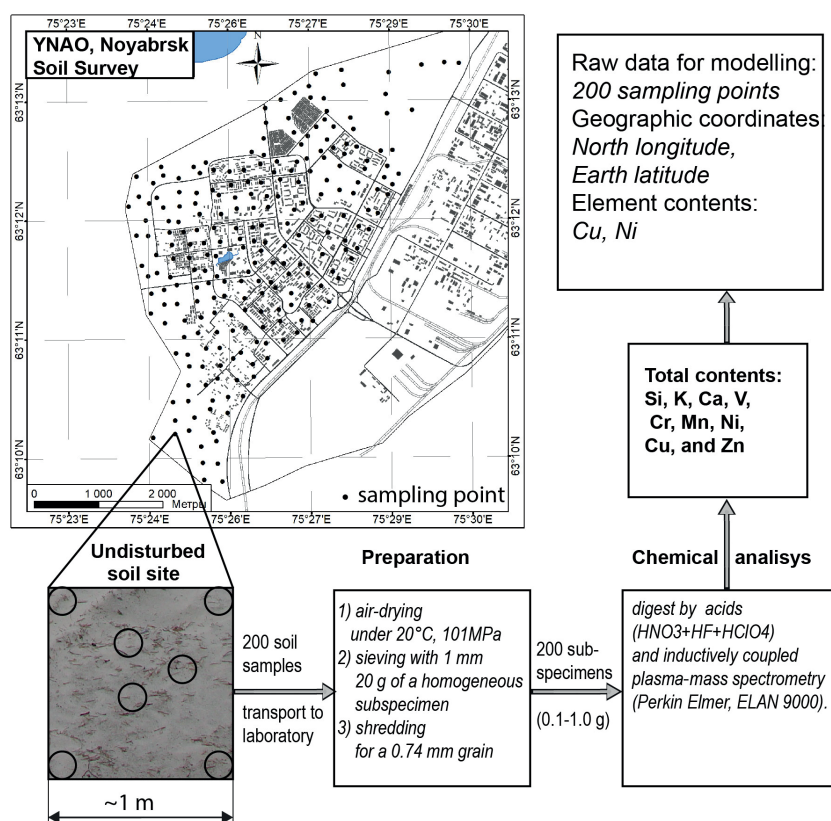 75°23'E 75°24'E 75°26'E 75°27'E 75°29'E 75°30'E
YNAO, Noyabrsk
Soil Survey
N
63°13'N
63°12'N
63°11'N
63°10'N
63°13'N
63°12'N
63°11'N
63°10'N
0 1 000 2 000
Метры
sampling point
75°23'E 75°24'E 75°26'E 75°27'E 75°29'E 75°30'E
Undisturbed
soil site
~1 m
200 soil
samples
transport to
laboratory
Preparation
1) air-drying
under 20°C, 101MPa
2) sieving with 1 mm
20 g of a homogeneous
subspecimen
3) shredding
for a 0.74 mm grain
200 sub-
specimens
(0.1-1.0 g)
Chemical analisys
digest by acids
(HNO3+HF+HClO4)
and inductively coupled
plasma-mass spectrometry
(Perkin Elmer, ELAN 9000).
Total contents:
Si, K, Ca, V,
Cr, Mn, Ni,
Cu, and Zn
Raw data for modelling:
200 sampling points
Geographic coordinates:
North longitude,
Earth latitude
Element contents:
Cu, Ni